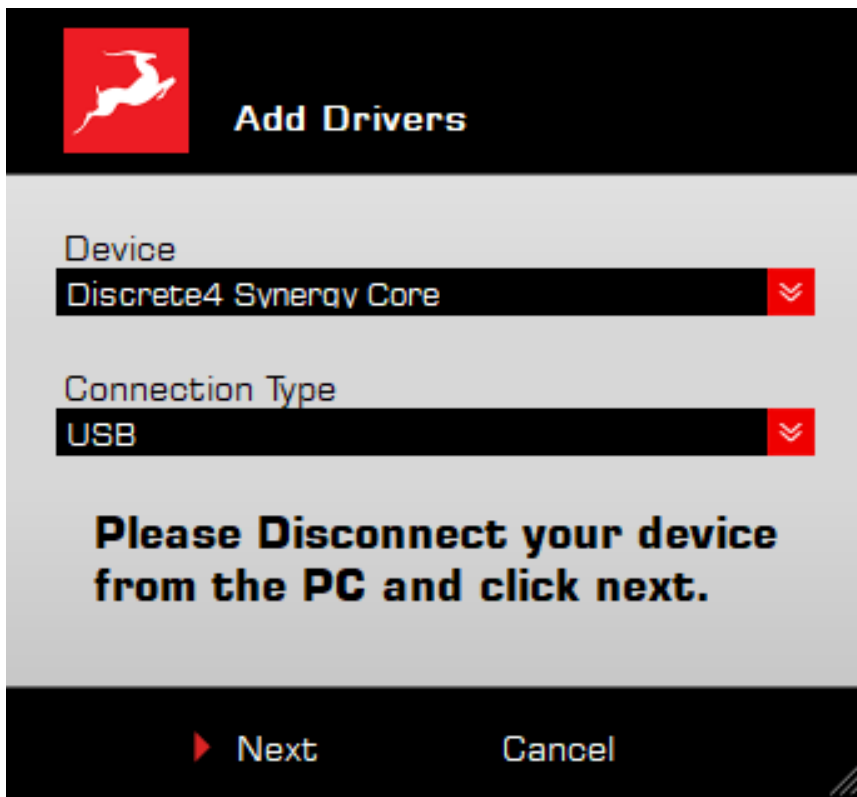 Add Drivers
Device
Discrete4 Synergy Core
Connection Type
USB
Please Disconnect your device
from the PC and click next.
Next Cancel